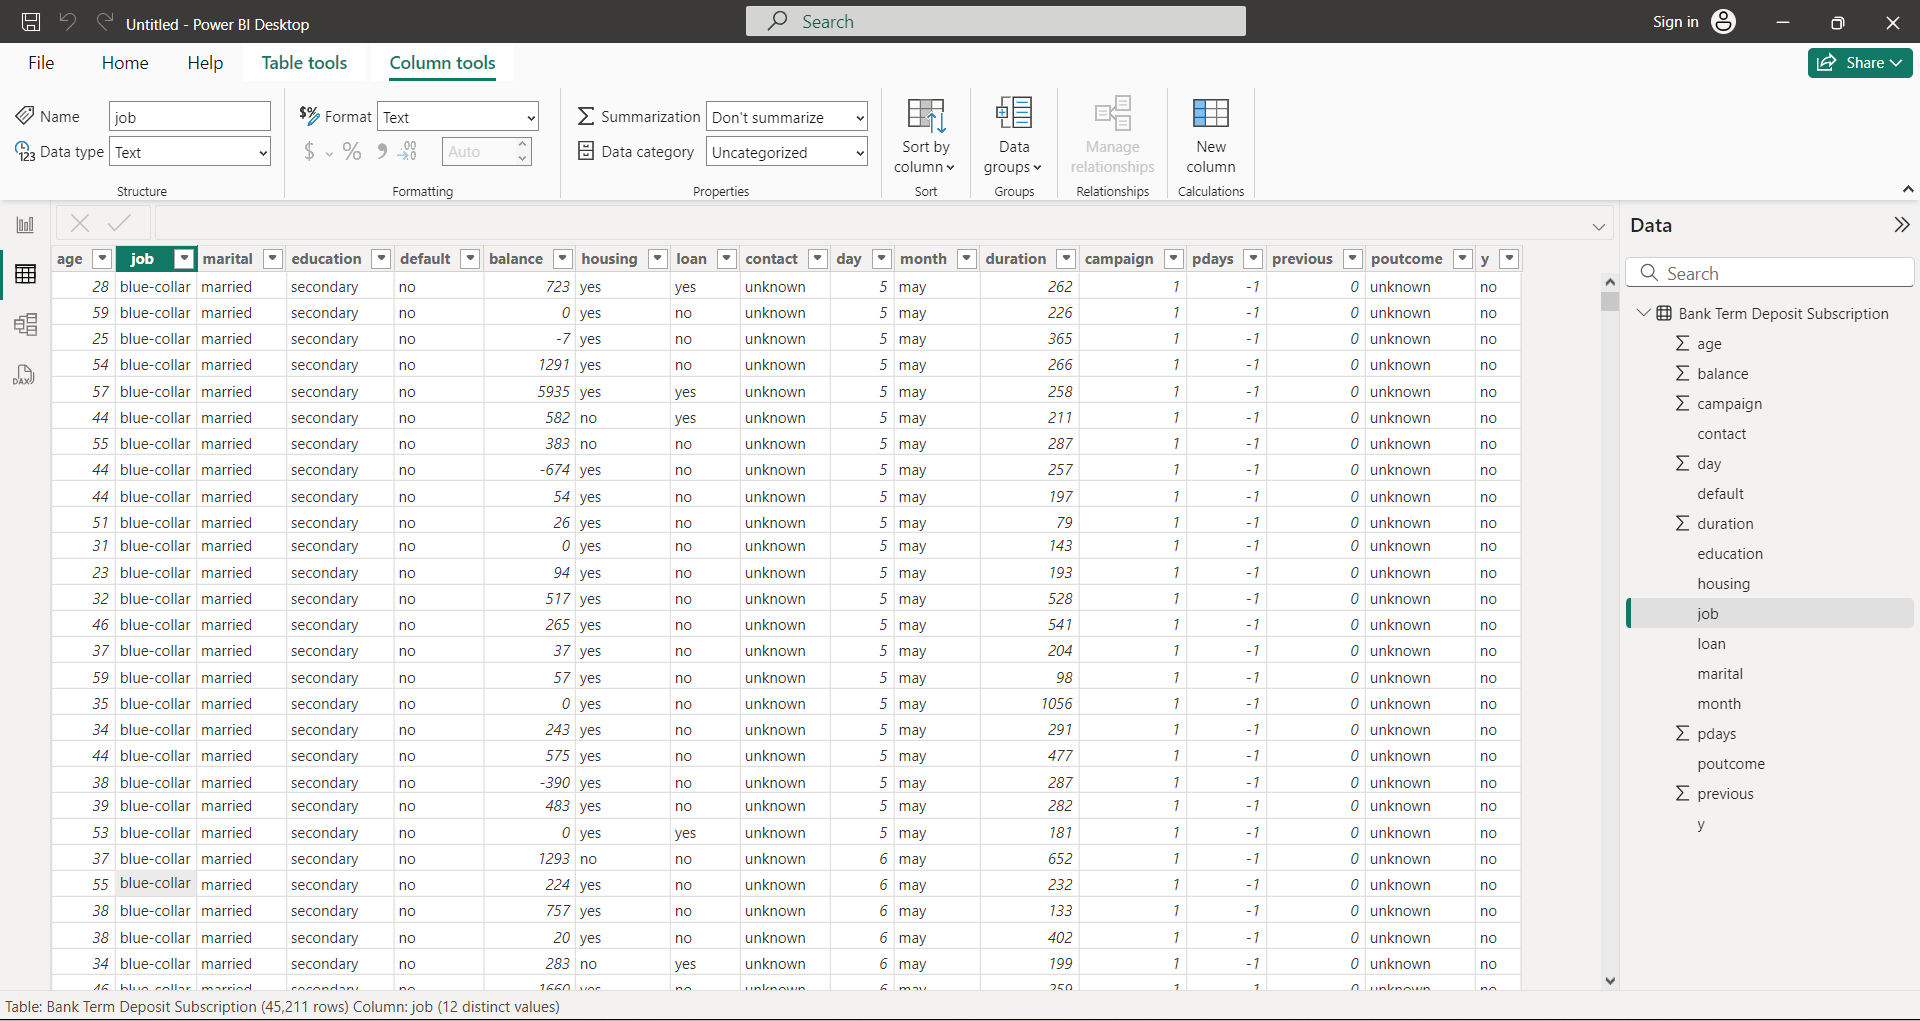 Untitled - Power BI Desktop
Search
Sign in
File Home Help Table tools Column tools
Share
Name job
Data type Text
Structure
Format Text
$ % Auto
Formatting
Summarization Don't summarize
Data category Uncategorized
Properties
Sort by column
Sort
Data groups
Groups
Manage relationships
Relationships
New column
Calculations
age job marital education default balance housing loan contact day month duration campaign pdays previous poutcome y
28 blue-collar married secondary no 723 yes yes unknown 5 may 262 1 -1 0 unknown no
59 blue-collar married secondary no 0 yes no unknown 5 may 226 1 -1 0 unknown no
25 blue-collar married secondary no -7 yes no unknown 5 may 365 1 -1 0 unknown no
54 blue-collar married secondary no 1291 yes no unknown 5 may 266 1 -1 0 unknown no
57 blue-collar married secondary no 5935 yes yes unknown 5 may 258 1 -1 0 unknown no
44 blue-collar married secondary no 582 no yes unknown 5 may 211 1 -1 0 unknown no
55 blue-collar married secondary no 383 no no unknown 5 may 287 1 -1 0 unknown no
44 blue-collar married secondary no -674 yes no unknown 5 may 257 1 -1 0 unknown no
44 blue-collar married secondary no 54 yes no unknown 5 may 197 1 -1 0 unknown no
51 blue-collar married secondary no 26 yes no unknown 5 may 79 1 -1 0 unknown no
31 blue-collar married secondary no 0 yes no unknown 5 may 143 1 -1 0 unknown no
23 blue-collar married secondary no 94 yes no unknown 5 may 193 1 -1 0 unknown no
32 blue-collar married secondary no 517 yes no unknown 5 may 528 1 -1 0 unknown no
46 blue-collar married secondary no 265 yes no unknown 5 may 541 1 -1 0 unknown no
37 blue-collar married secondary no 37 yes no unknown 5 may 204 1 -1 0 unknown no
59 blue-collar married secondary no 57 yes no unknown 5 may 98 1 -1 0 unknown no
35 blue-collar married secondary no 0 yes no unknown 5 may 1056 1 -1 0 unknown no
34 blue-collar married secondary no 243 yes no unknown 5 may 291 1 -1 0 unknown no
44 blue-collar married secondary no 575 yes no unknown 5 may 477 1 -1 0 unknown no
38 blue-collar married secondary no -390 yes no unknown 5 may 287 1 -1 0 unknown no
39 blue-collar married secondary no 483 yes no unknown 5 may 282 1 -1 0 unknown no
53 blue-collar married secondary no 0 yes yes unknown 5 may 181 1 -1 0 unknown no
37 blue-collar married secondary no 1293 no no unknown 6 may 652 1 -1 0 unknown no
55 blue-collar married secondary no 224 yes no unknown 6 may 232 1 -1 0 unknown no
38 blue-collar married secondary no 757 yes no unknown 6 may 133 1 -1 0 unknown no
38 blue-collar married secondary no 20 yes no unknown 6 may 402 1 -1 0 unknown no
34 blue-collar married secondary no 283 no yes unknown 6 may 199 1 -1 0 unknown no
46 blue-collar married secondary no 1660 yes no unknown 6 may 259 1 -1 0 unknown no
DAX
Data
Search
Bank Term Deposit Subscription
age
balance
campaign
contact
day
default
duration
education
housing
job
loan
marital
month
pdays
poutcome
previous
y
Table: Bank Term Deposit Subscription (45,211 rows) Column: job (12 distinct values)